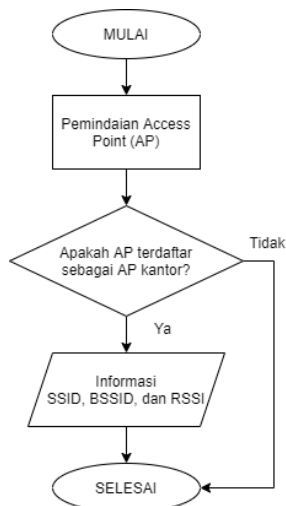 MULAI
Pemindaian Access
Point (AP)
Apakah AP terdaftar
sebagai AP kantor?
Tidak
Ya
Informasi
SSID, BSSID, dan RSSI
SELESAI